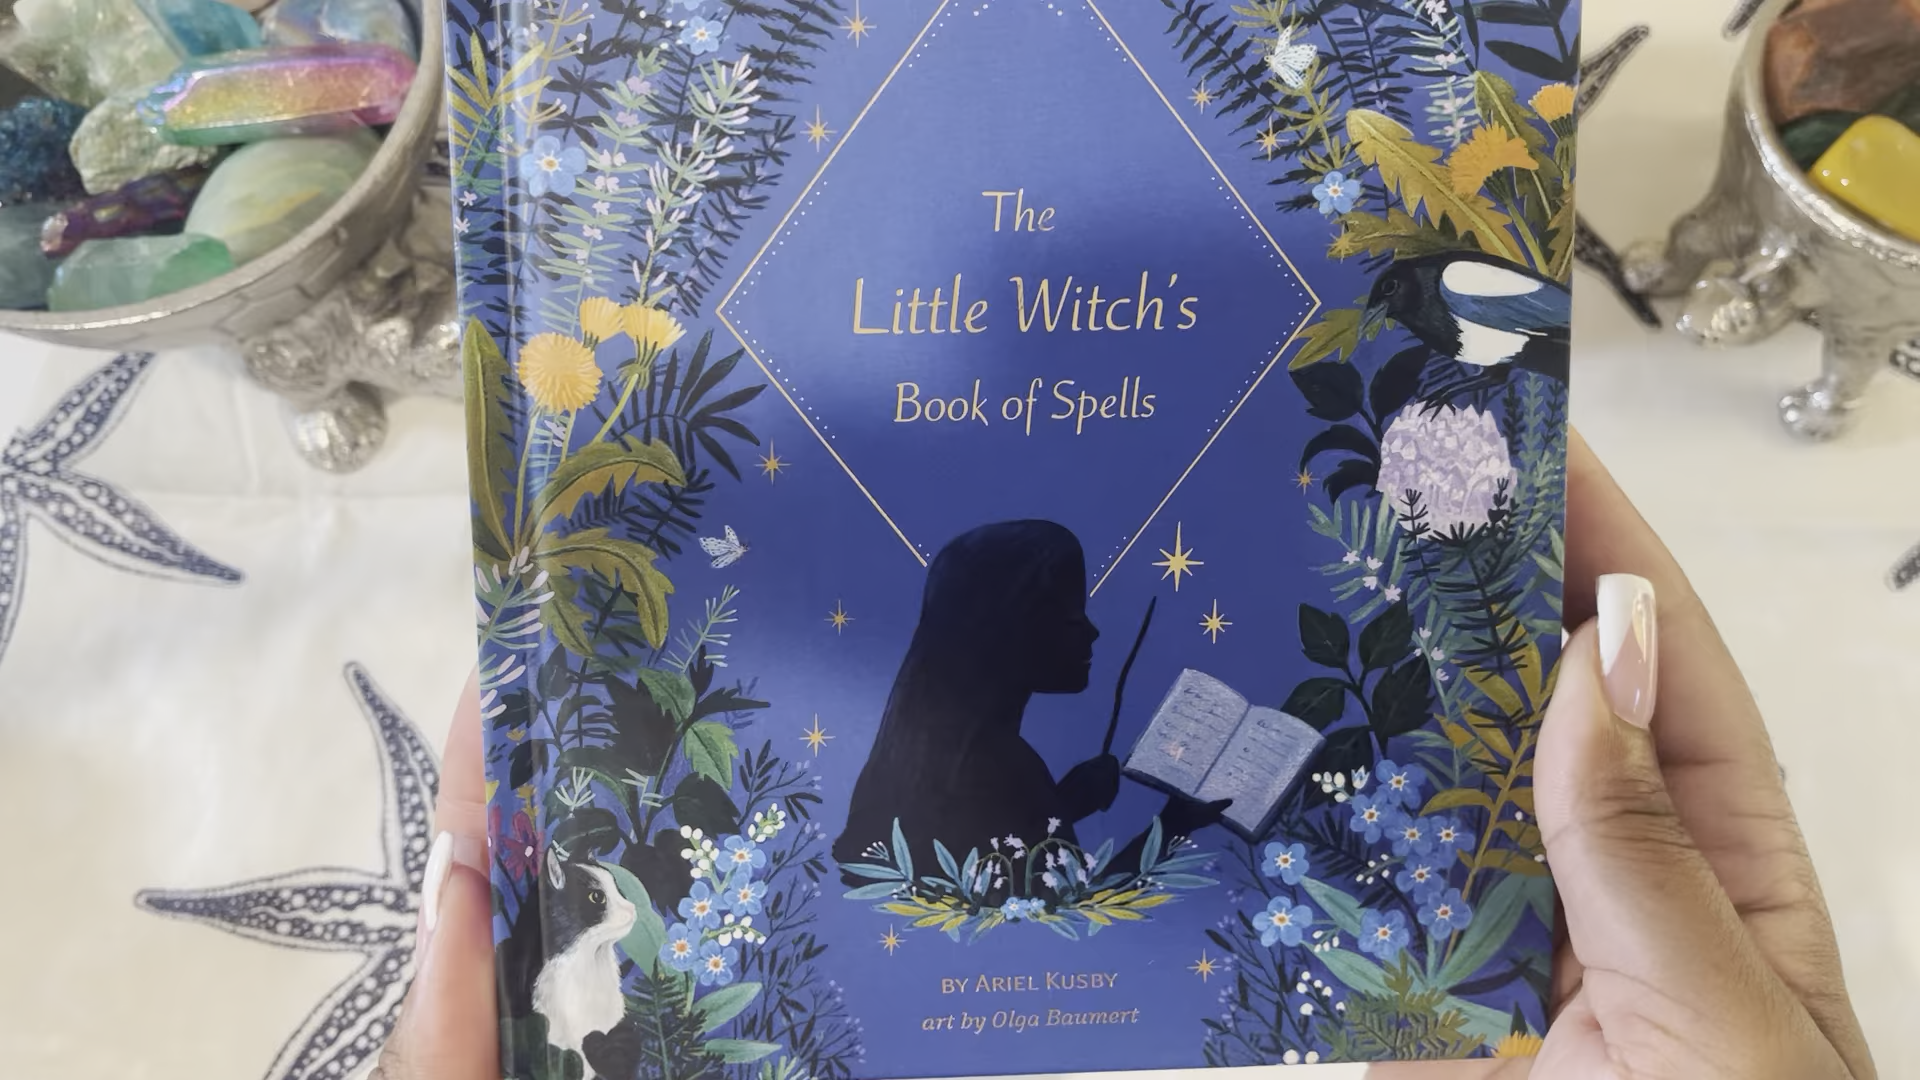 The
Little Witch's
Book of Spells
BY ARIEL KUSBY
art by Olga Baumert